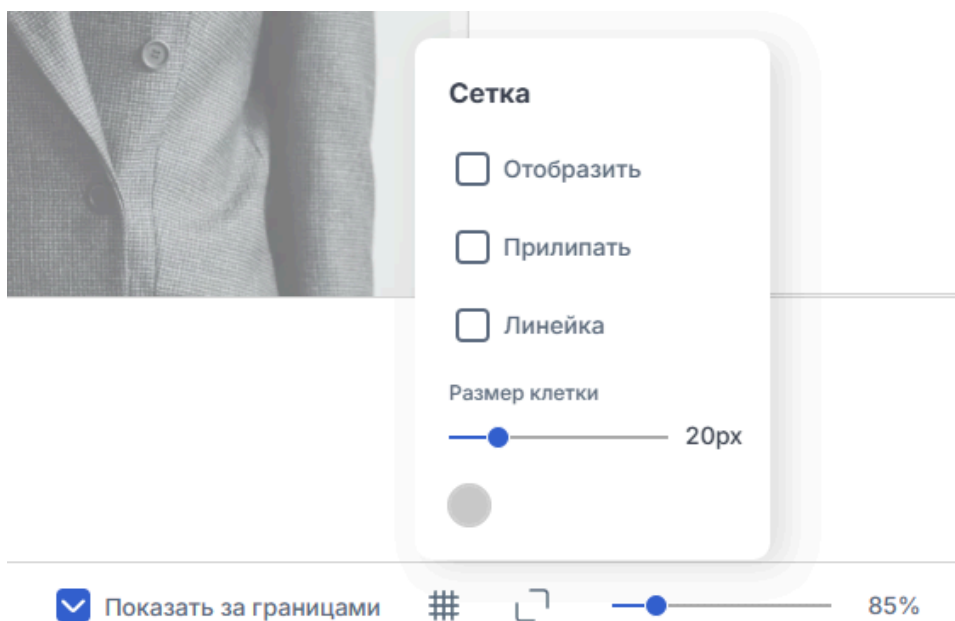 Сетка
Отобразить
Прилипать
Линейка
Размер клетки
20px
Показать за границами
85%